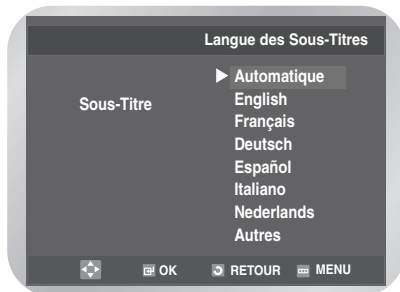 Langue des Sous-Titres
Sous-Titre
Automatique
English
Français
Deutsch
Español
Italiano
Nederlands
Autres
OK RETOUR MENU